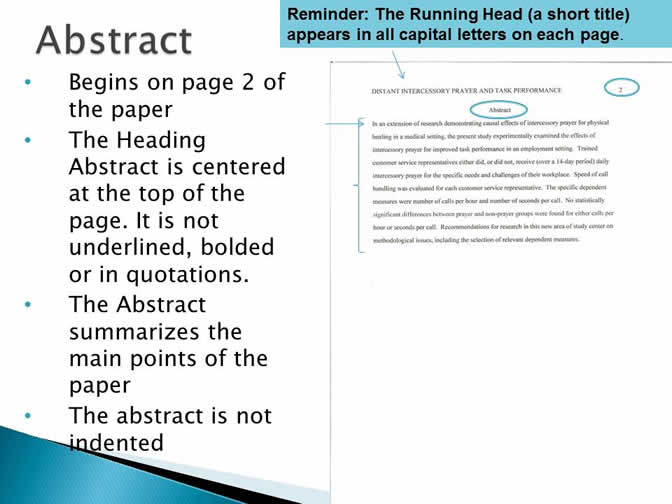 Abstract
Reminder: The Running Head (a short title)
appears in all capital letters on each page.
• Begins on page 2 of
the paper
• The Heading
Abstract is centered
at the top of the
page. It is not
underlined, bolded
or in quotations.
• The Abstract
summarizes the
main points of the
paper
• The abstract is not
indented
DISTANT INTERCESSORY PRAYER AND TASK PERFORMANCE 2
Abstract
In an extension of research demonstrating causal effects of intercessory prayer for physical
healing in a medical setting, the present study experimentally examined the effects of
intercessory prayer for improved task performance in an employment setting. Trained
customer service representatives either did, or did not, receive (over a 14-day period) daily
intercessory prayer for the specific needs and challenges of their workplace. Speed of call
handling was evaluated for each customer service representative. The specific dependent
measures were number of calls per hour and number of seconds per call. No statistically
significant differences between prayer and non-prayer groups were found for either calls per
hour or seconds per call. Recommendations for research in this new area of study center on
methodological issues, including the selection of relevant dependent measures.